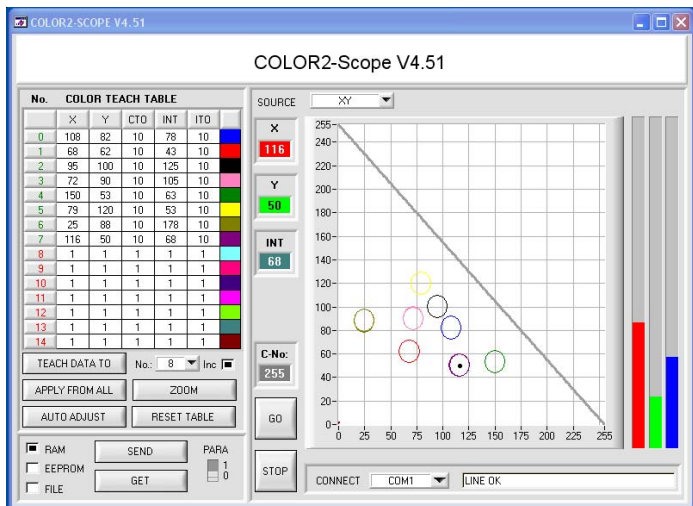 COLOR2-SCOPE V4.51
COLOR2-Scope V4.51
No. COLOR TEACH TABLE
X Y CTO INT ITO
0 108 82 10 78 10
1 68 62 10 43 10
2 95 100 10 125 10
3 72 90 10 105 10
4 150 53 10 63 10
5 79 120 10 53 10
6 25 88 10 178 10
7 116 50 10 68 10
8 1 1 1 1 1
9 1 1 1 1 1
10 1 1 1 1 1
11 1 1 1 1 1
12 1 1 1 1 1
13 1 1 1 1 1
14 1 1 1 1 1
TEACH DATA TO No.: 8 Inc
APPLY FROM ALL ZOOM
AUTO ADJUST RESET TABLE
RAM SEND PARA
EEPROM 1
0
FILE GET
SOURCE XY
X
116
Y
50
INT
68
C-No:
255
GO
STOP
255-
240-
220-
200-
180-
160-
140-
120-
100-
80-
60-
40-
20-
0-
0 25 50 75 100 125 150 175 200 225 255
CONNECT COM1 LINE OK